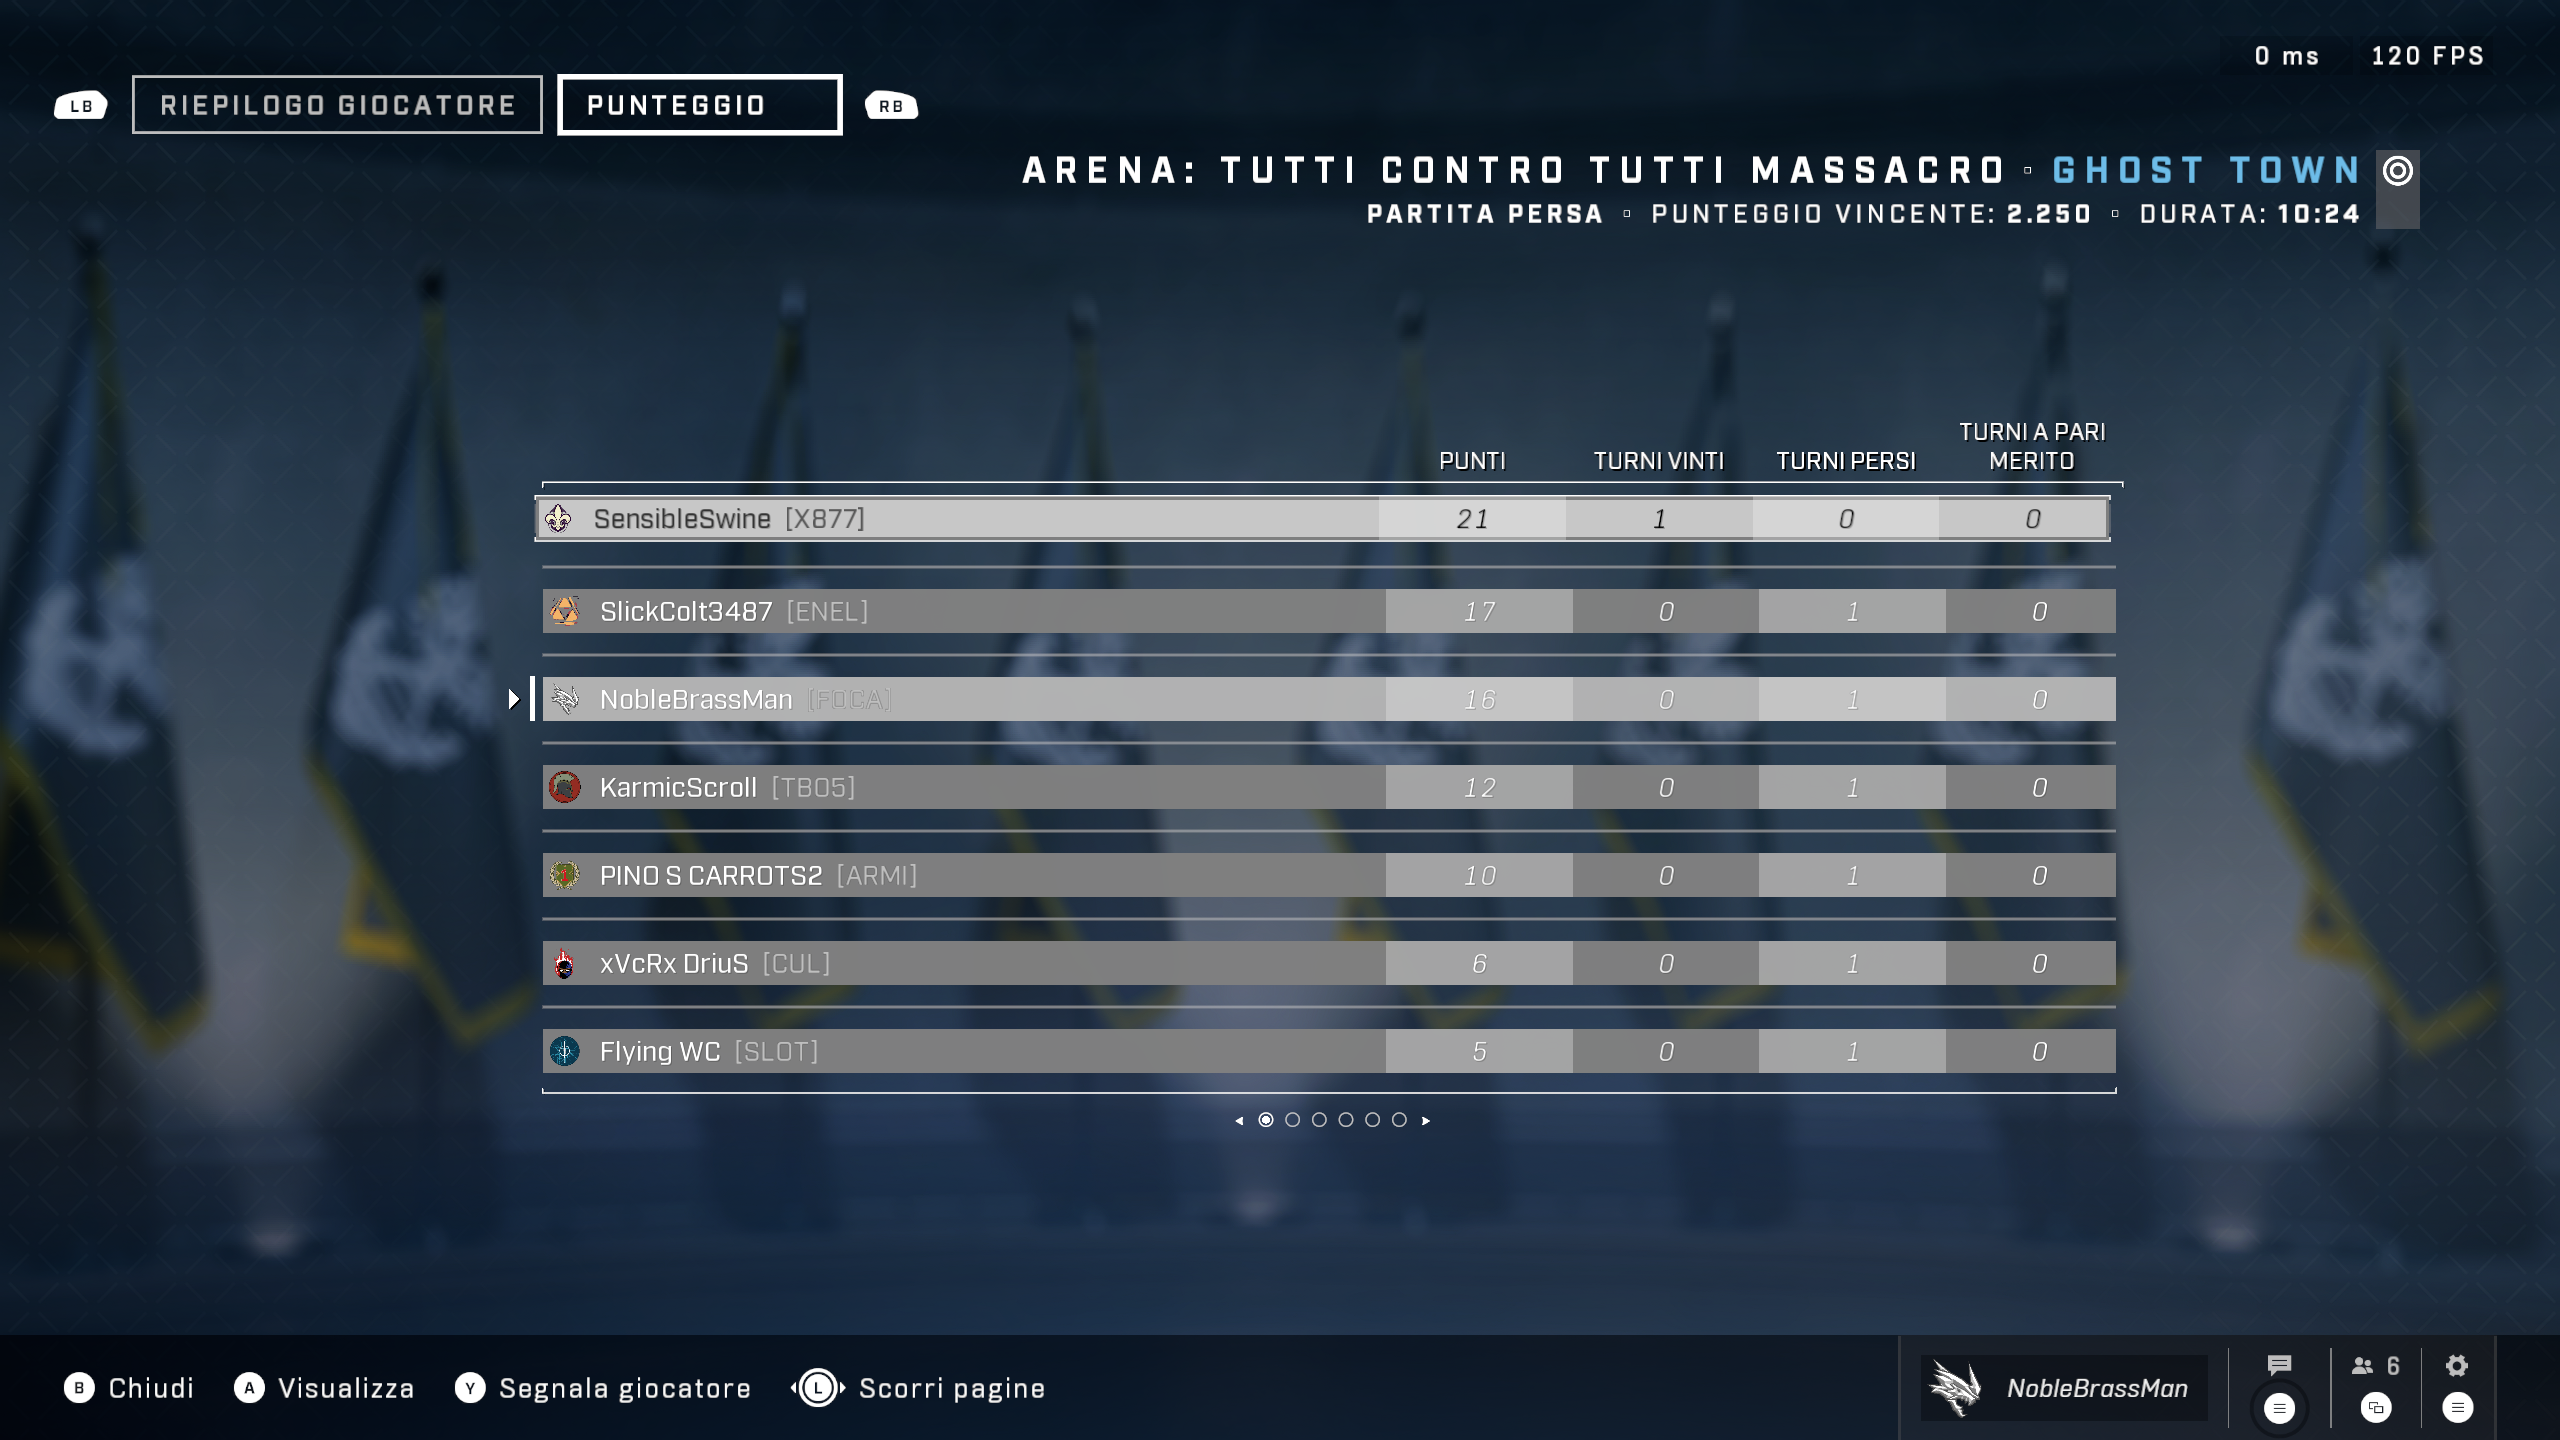 0 ms 120 FPS
LB RIEPILOGO GIOCATORE PUNTEGGIO RB
ARENA: TUTTI CONTRO TUTTI MASSACRO ▫ GHOST TOWN
PARTITA PERSA ▫ PUNTEGGIO VINCENTE: 2.250 ▫ DURATA: 10:24
PUNTI TURNI VINTI TURNI PERSI TURNI A PARI
MERITO
SensibleSwine [X877] 21 1 0 0
SlickColt3487 [ENEL] 17 0 1 0
NobleBrassMan [FOCA] 16 0 1 0
KarmicScroll [TB05] 12 0 1 0
PINO S CARROTS2 [ARMI] 10 0 1 0
xVcRx DriuS [CUL] 6 0 1 0
Flying WC [SLOT] 5 0 1 0
B Chiudi A Visualizza Y Segnala giocatore L Scorri pagine
NobleBrassMan 6